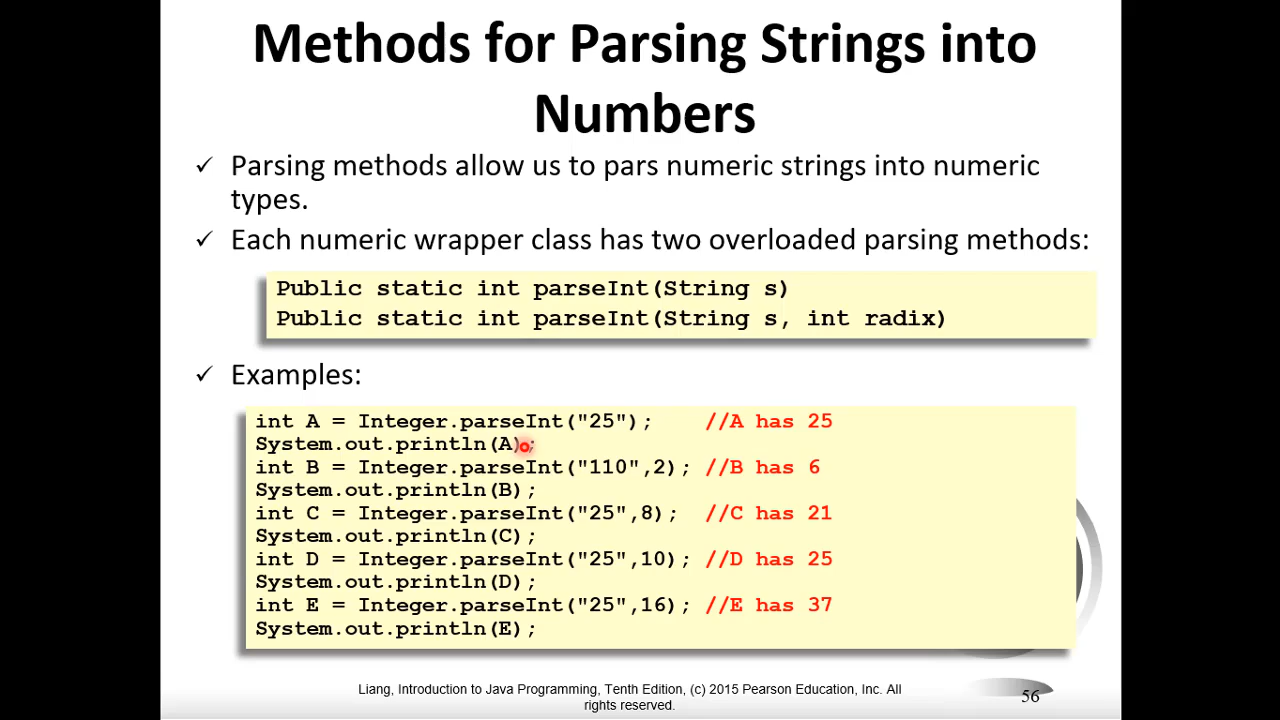 Methods for Parsing Strings into
Numbers
✓ Parsing methods allow us to pars numeric strings into numeric
types.
✓ Each numeric wrapper class has two overloaded parsing methods:
Public static int parseInt(String s)
Public static int parseInt(String s, int radix)
✓ Examples:
int A = Integer.parseInt("25"); //A has 25
System.out.println(A);
int B = Integer.parseInt("110",2); //B has 6
System.out.println(B);
int C = Integer.parseInt("25",8); //C has 21
System.out.println(C);
int D = Integer.parseInt("25",10); //D has 25
System.out.println(D);
int E = Integer.parseInt("25",16); //E has 37
System.out.println(E);
Liang, Introduction to Java Programming, Tenth Edition, (c) 2015 Pearson Education, Inc. All
rights reserved.
56